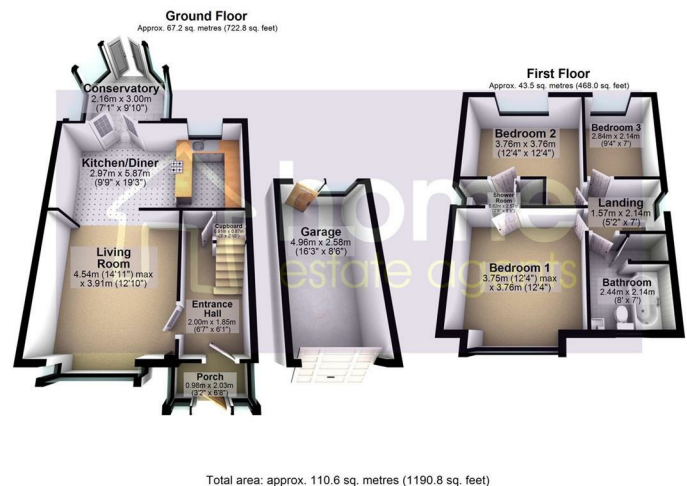 Ground Floor
Approx. 67.2 sq. metres (722.8 sq. feet)
Conservatory
2.16m x 3.00m
(7'1" x 9'10")
Kitchen/Diner
2.97m x 5.87m
(9'9" x 19'3")
Cupboard
Living
Room
4.54m (14'11") max
x 3.91m (12'10")
Entrance
Hall
2.00m x 1.85m
(6'7" x 6'1")
Porch
0.98m x 2.03m
(3'2" x 6'8")
Garage
4.96m x 2.58m
(16'3" x 8'6")
First Floor
Approx. 43.5 sq. metres (468.0 sq. feet)
Bedroom 2
3.76m x 3.76m
(12'4" x 12'4")
Bedroom 3
2.84m x 2.14m
(9'4" x 7')
Shower
Room
Landing
1.57m x 2.14m
(5'2" x 7')
Bedroom 1
3.75m (12'4") max
x 3.76m (12'4")
Bathroom
2.44m x 2.14m
(8' x 7')
home
estate agents
Total area: approx. 110.6 sq. metres (1190.8 sq. feet)